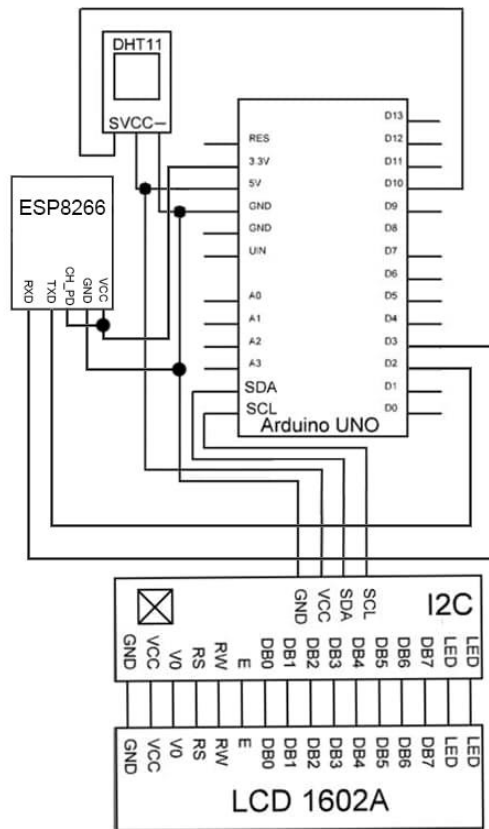 DHT11
SVCC−
ESP8266
RXD
TXD
CH_PD
GND
VCC
RES
3.3V
5V
GND
GND
UIN
A0
A1
A2
A3
SDA
SCL
D13
D12
D11
D10
D9
D8
D7
D6
D5
D4
D3
D2
D1
D0
Arduino UNO
GND
VCC
SDA
SCL
I2C
GND
VCC
V0
RS
RW
E
DB0
DB1
DB2
DB3
DB4
DB5
DB6
DB7
LED
LED
GND
VCC
V0
RS
RW
E
DB0
DB1
DB2
DB3
DB4
DB5
DB6
DB7
LED
LED
LCD 1602A